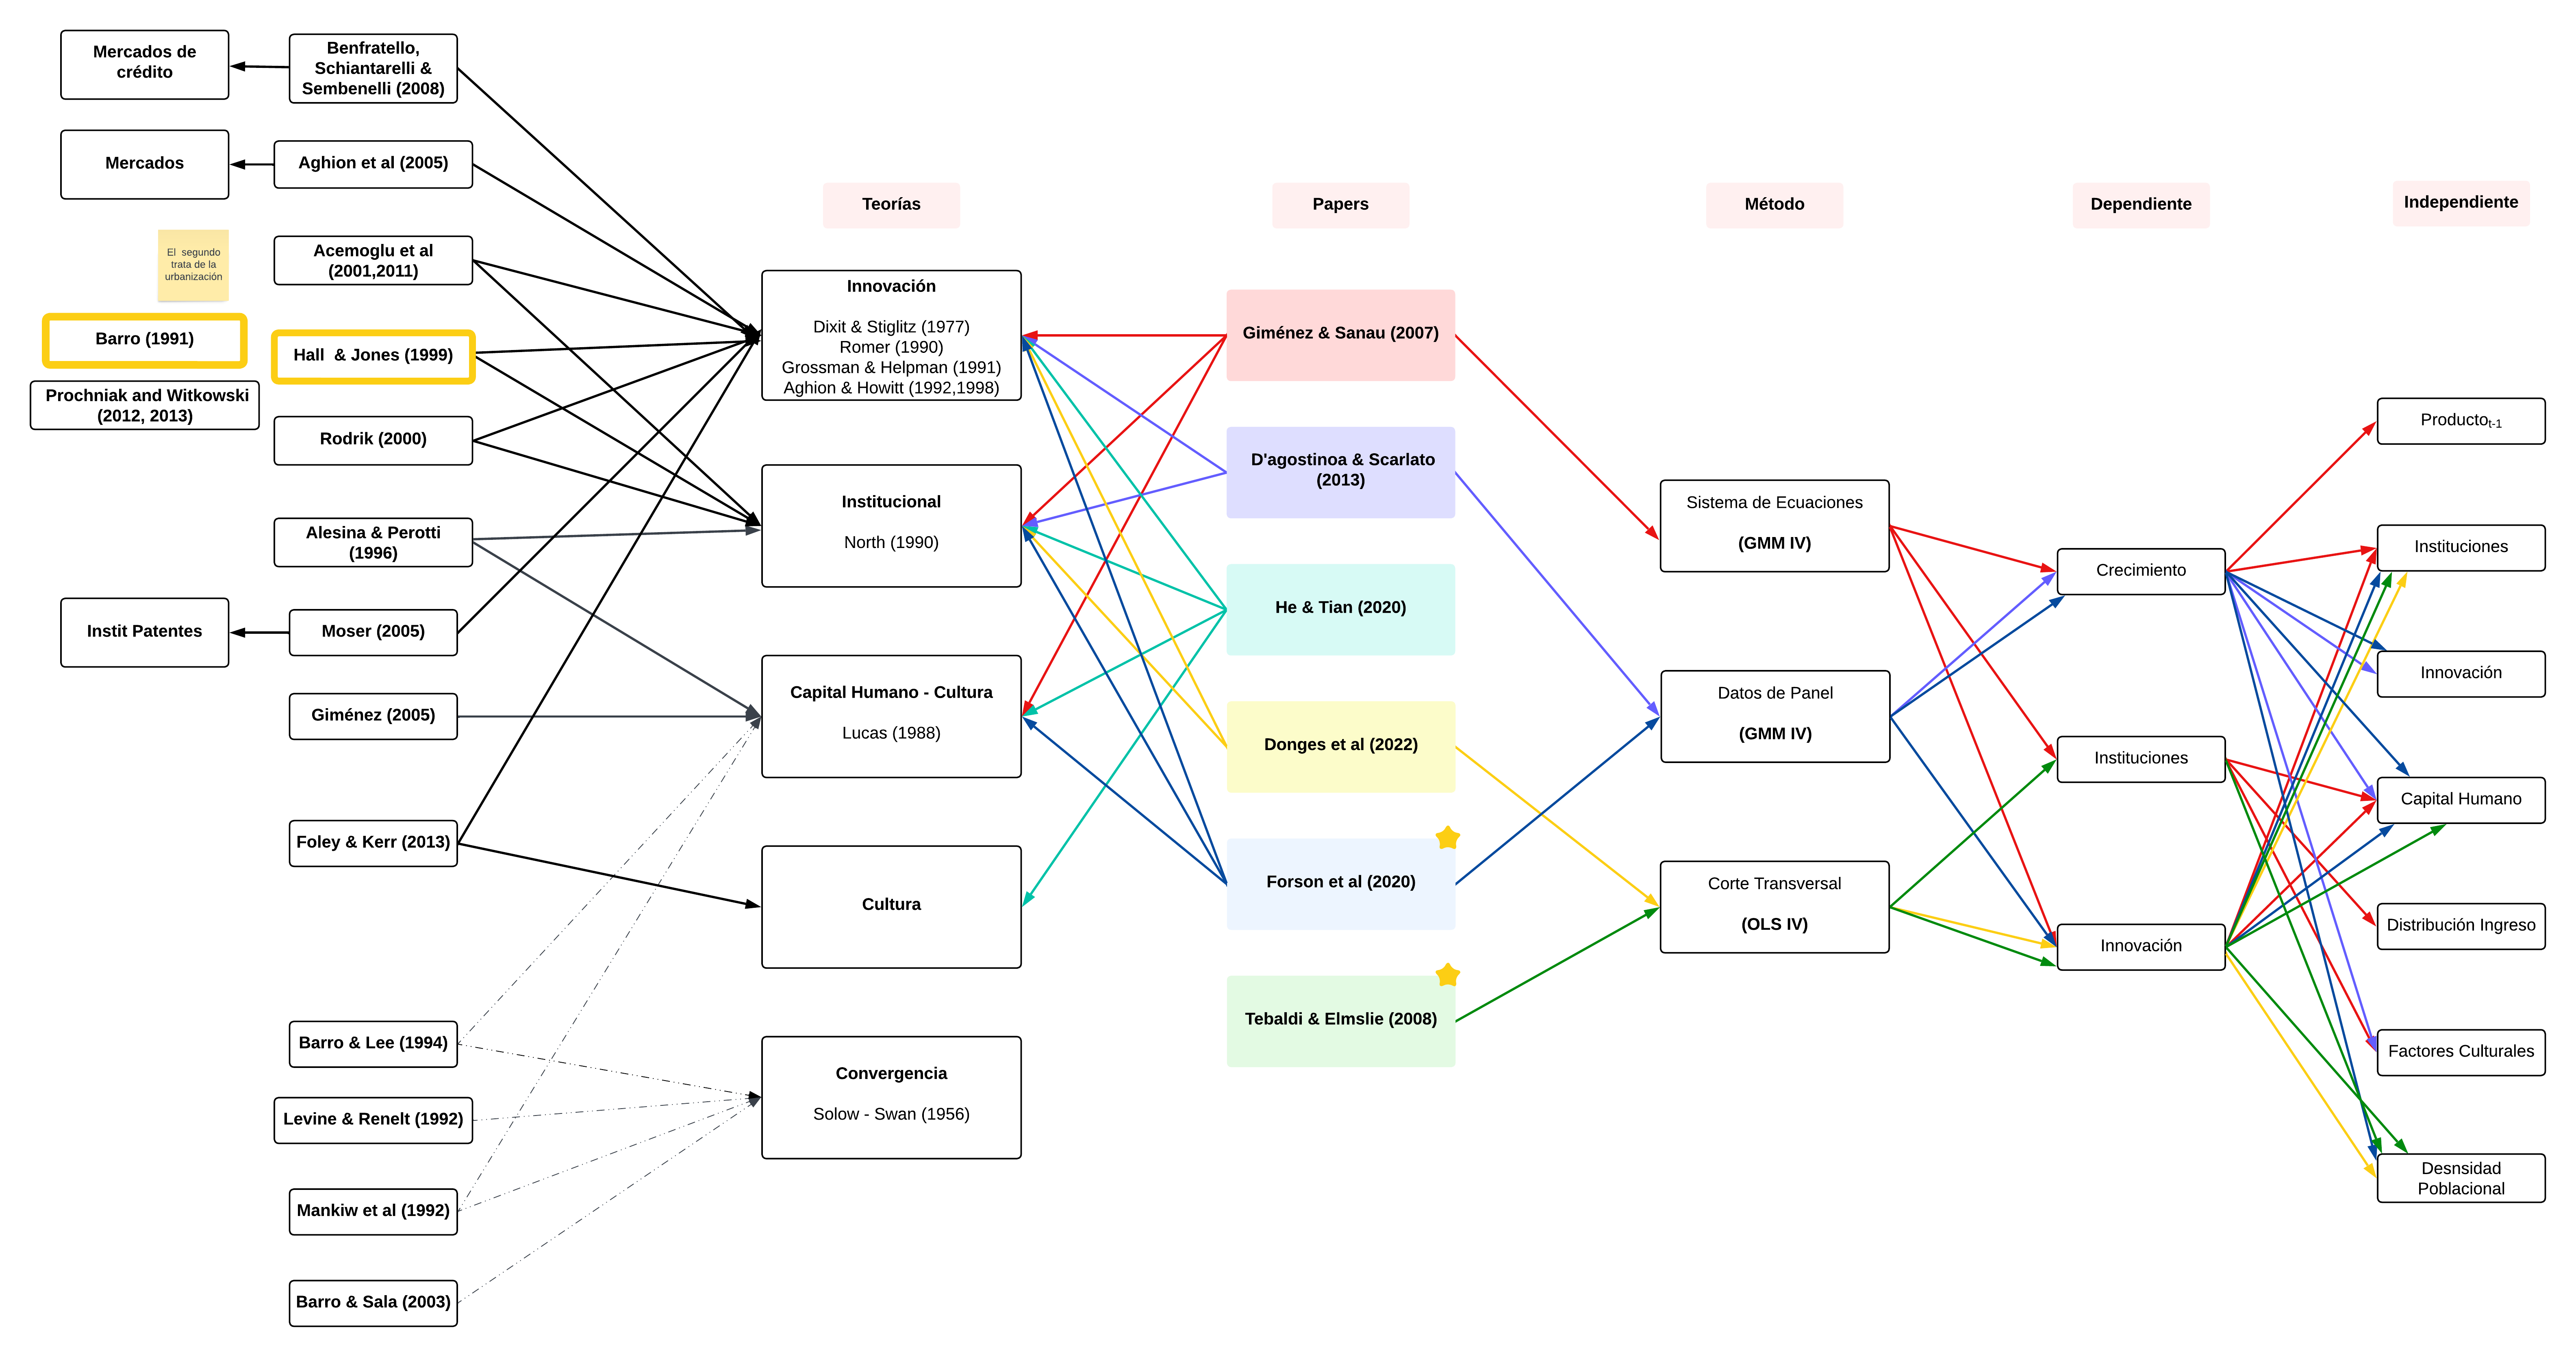 Mercados de
crédito
Mercados
El segundo
trata de la
urbanización
Barro (1991)
Prochniak and Witkowski
(2012, 2013)
Instit Patentes
Benfratello,
Schiantarelli &
Sembenelli (2008)
Aghion et al (2005)
Acemoglu et al
(2001,2011)
Hall & Jones (1999)
Rodrik (2000)
Alesina & Perotti
(1996)
Moser (2005)
Giménez (2005)
Foley & Kerr (2013)
Barro & Lee (1994)
Levine & Renelt (1992)
Mankiw et al (1992)
Barro & Sala (2003)
Teorías
Innovación
Dixit & Stiglitz (1977)
Romer (1990)
Grossman & Helpman (1991)
Aghion & Howitt (1992,1998)
Institucional
North (1990)
Capital Humano - Cultura
Lucas (1988)
Cultura
Convergencia
Solow - Swan (1956)
Papers
Giménez & Sanau (2007)
D'agostinoa & Scarlato
(2013)
He & Tian (2020)
Donges et al (2022)
Forson et al (2020)
Tebaldi & Elmslie (2008)
Método
Sistema de Ecuaciones
(GMM IV)
Datos de Panel
(GMM IV)
Corte Transversal
(OLS IV)
Dependiente
Crecimiento
Instituciones
Innovación
Independiente
Productot-1
Instituciones
Innovación
Capital Humano
Distribución Ingreso
Factores Culturales
Desnsidad
Poblacional